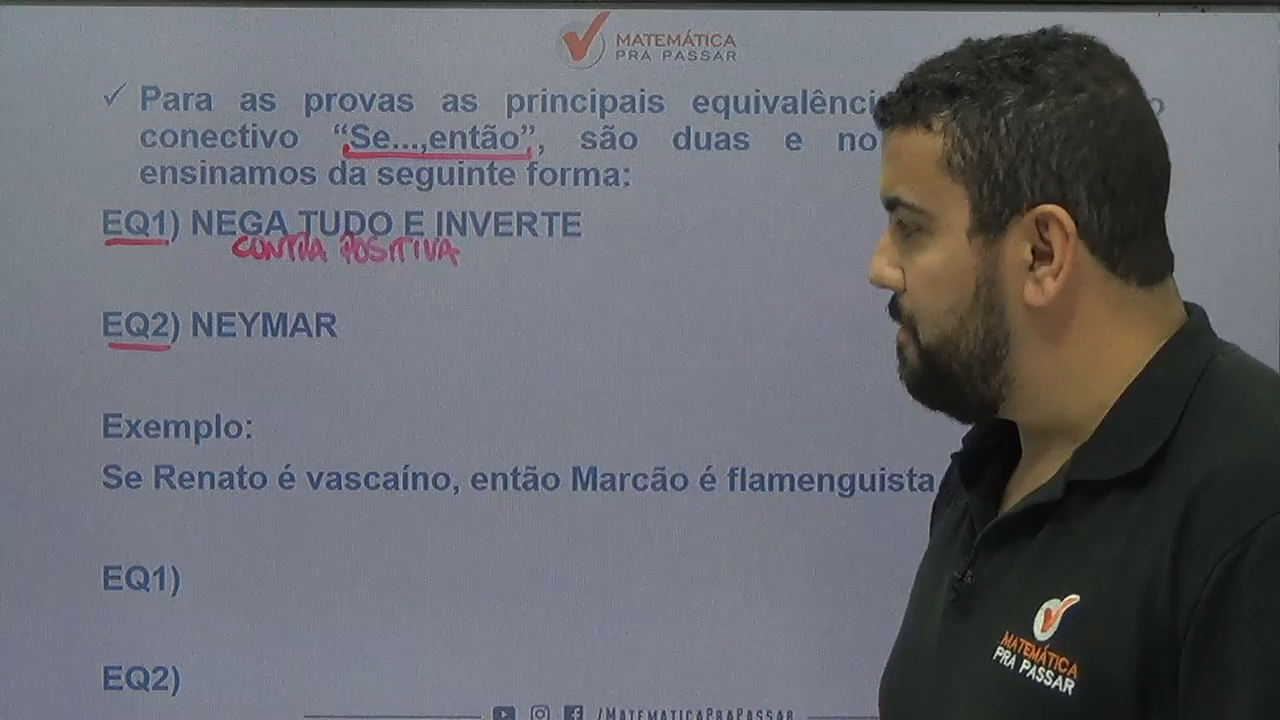 MATEMÁTICA
PRA PASSAR
✓ Para as provas as principais
conectivo “Se...,então”, são duas e
ensinamos da seguinte forma:
EQ1) NEGA TUDO E INVERTE
CONTRA POSITIVA
EQ2) NEYMAR
Exemplo:
Se Renato é vascaíno, então Marcão é flamenguista
EQ1)
EQ2)
MATEMÁTICA
PRA PASSAR
/MATEMATICAPRAPASSAR